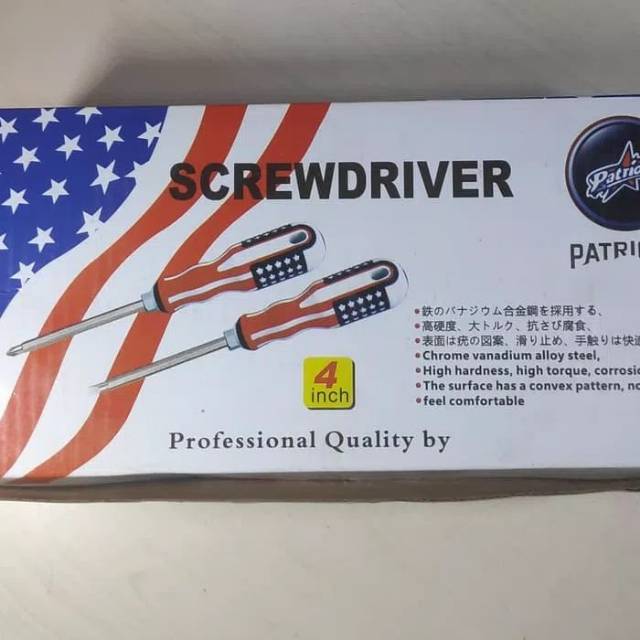 SCREWDRIVER
Patrio
PATRI
・鉄のバナジウム合金鋼を採用する、
・高硬度、大トルク、抗さび腐食、
・表面は疣の図案、滑り止め、手触りは快適
• Chrome vanadium alloy steel,
• High hardness, high torque, corrosio
• The surface has a convex pattern, no
• feel comfortable
4
inch
Professional Quality by